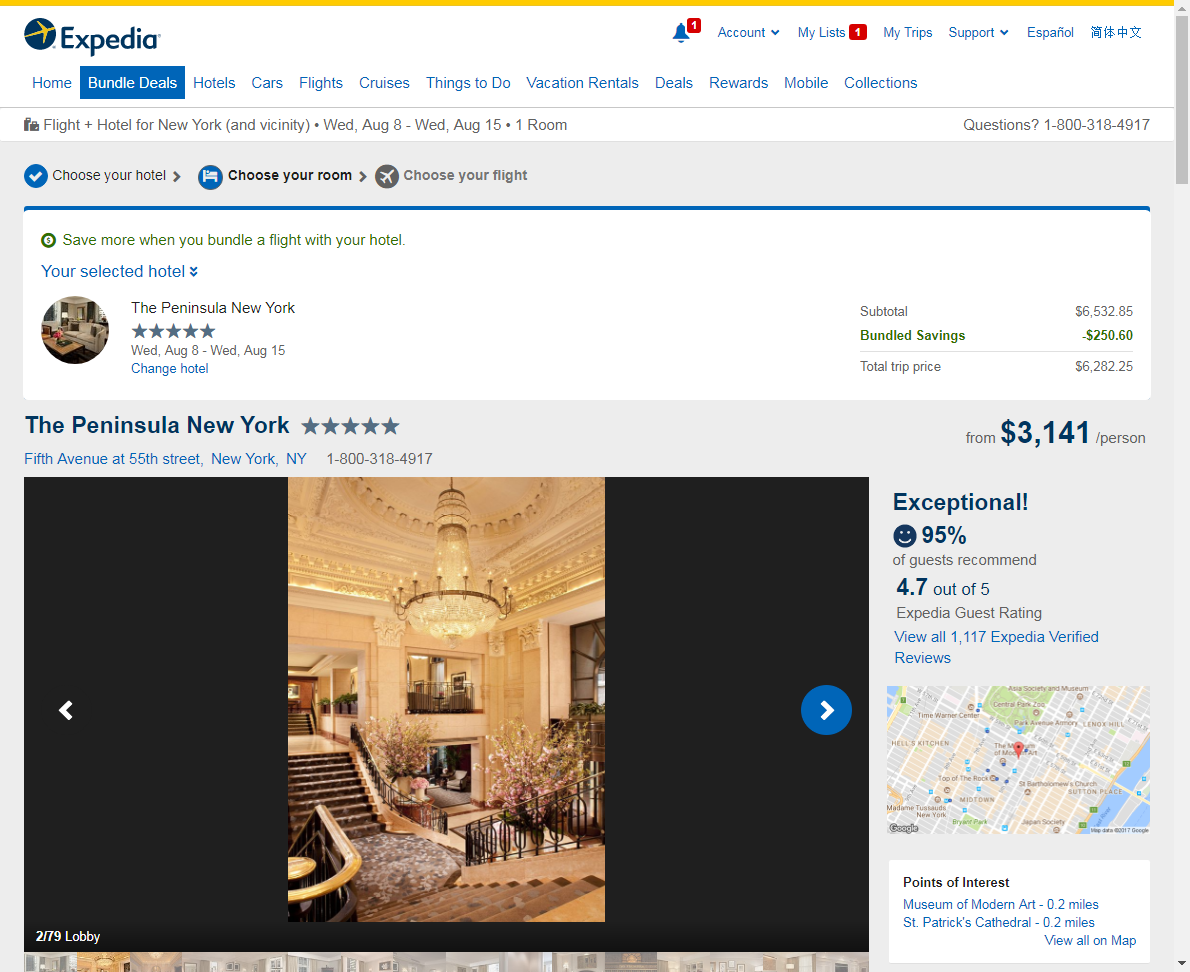 Expedia
1
Account
My Lists 1
My Trips
Support
Español
简体中文
Home
Bundle Deals
Hotels
Cars
Flights
Cruises
Things to Do
Vacation Rentals
Deals
Rewards
Mobile
Collections
Flight + Hotel for New York (and vicinity) • Wed, Aug 8 - Wed, Aug 15 • 1 Room
Questions? 1-800-318-4917
Choose your hotel
Choose your room
Choose your flight
Save more when you bundle a flight with your hotel.
Your selected hotel
The Peninsula New York
Wed, Aug 8 - Wed, Aug 15
Change hotel
Subtotal $6,532.85
Bundled Savings -$250.60
Total trip price $6,282.25
The Peninsula New York
from $3,141 /person
Fifth Avenue at 55th street, New York, NY 1-800-318-4917
2/79 Lobby
Exceptional!
95%
of guests recommend
4.7 out of 5
Expedia Guest Rating
View all 1,117 Expedia Verified
Reviews
Asia Society and Museum
Central Park Zoo
Time Warner Center
Park Avenue Armory
LENOX HILL
HELL'S KITCHEN
Top of The Rock
St Bartholomew's Church
SUTTON PLACE
MIDTOWN
Madame Tussauds
New York
Bryant Park
Japan Society
Google
Map data ©2017 Google
Points of Interest
Museum of Modern Art - 0.2 miles
St. Patrick's Cathedral - 0.2 miles
View all on Map